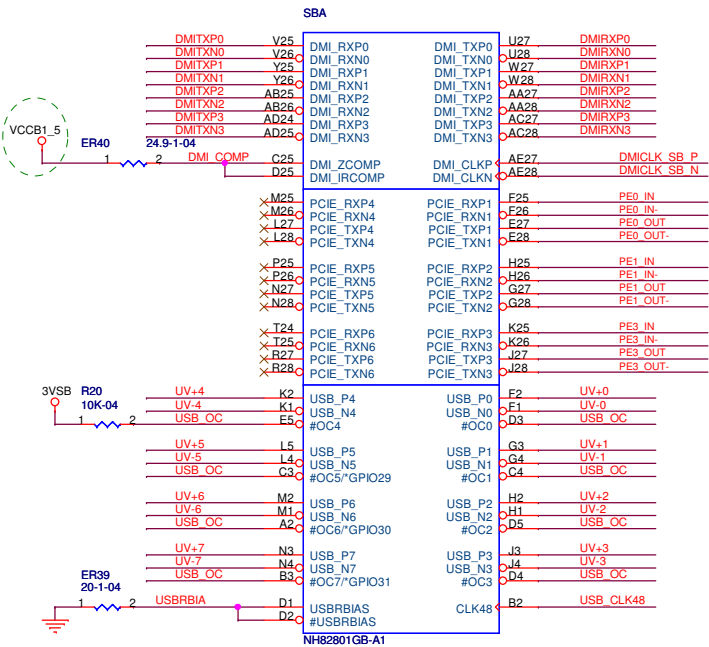 SBA
DMITXP0 V25 DMI_RXP0 DMI_TXP0 U27 DMIRXP0
DMITXN0 V26 DMI_RXN0 DMI_TXN0 U28 DMIRXN0
DMITXP1 Y25 DMI_RXP1 DMI_TXP1 W27 DMIRXP1
DMITXN1 Y26 DMI_RXN1 DMI_TXN1 W28 DMIRXN1
DMITXP2 AB25 DMI_RXP2 DMI_TXP2 AA27 DMIRXP2
DMITXN2 AB26 DMI_RXN2 DMI_TXN2 AA28 DMIRXN2
DMITXP3 AD24 DMI_RXP3 DMI_TXP3 AC27 DMIRXP3
DMITXN3 AD25 DMI_RXN3 DMI_TXN3 AC28 DMIRXN3
VCCB1_5
ER40 24.9-1-04
1 2 DMI_COMP C25 DMI_ZCOMP DMI_CLKP AE27 DMICLK_SB_P
D25 DMI_IRCOMP DMI_CLKN AE28 DMICLK_SB_N
M25 PCIE_RXP4 PCIE_RXP1 F25 PE0_IN
M26 PCIE_RXN4 PCIE_RXN1 F26 PE0_IN-
L27 PCIE_TXP4 PCIE_TXP1 E27 PE0_OUT
L28 PCIE_TXN4 PCIE_TXN1 E28 PE0_OUT-
P25 PCIE_RXP5 PCIE_RXP2 H25 PE1_IN
P26 PCIE_RXN5 PCIE_RXN2 H26 PE1_IN-
N27 PCIE_TXP5 PCIE_TXP2 G27 PE1_OUT
N28 PCIE_TXN5 PCIE_TXN2 G28 PE1_OUT-
T24 PCIE_RXP6 PCIE_RXP3 K25 PE3_IN
T25 PCIE_RXN6 PCIE_RXN3 K26 PE3_IN-
R27 PCIE_TXP6 PCIE_TXP3 J27 PE3_OUT
R28 PCIE_TXN6 PCIE_TXN3 J28 PE3_OUT-
3VSB R20
10K-04
UV+4 K2 USB_P4 USB_P0 F2 UV+0
UV-4 K1 USB_N4 USB_N0 F1 UV-0
1 2 USB_OC E5 #OC4 #OC0 D3 USB_OC
UV+5 L5 USB_P5 USB_P1 G3 UV+1
UV-5 L4 USB_N5 USB_N1 G4 UV-1
USB_OC C3 #OC5/*GPIO29 #OC1 C4 USB_OC
UV+6 M2 USB_P6 USB_P2 H2 UV+2
UV-6 M1 USB_N6 USB_N2 H1 UV-2
USB_OC A2 #OC6/*GPIO30 #OC2 D5 USB_OC
UV+7 N3 USB_P7 USB_P3 J3 UV+3
UV-7 N4 USB_N7 USB_N3 J4 UV-3
USB_OC B3 #OC7/*GPIO31 #OC3 D4 USB_OC
ER39
20-1-04
1 2 USBRBIA D1 USBRBIAS CLK48 B2 USB_CLK48
D2 #USBRBIAS
NH82801GB-A1